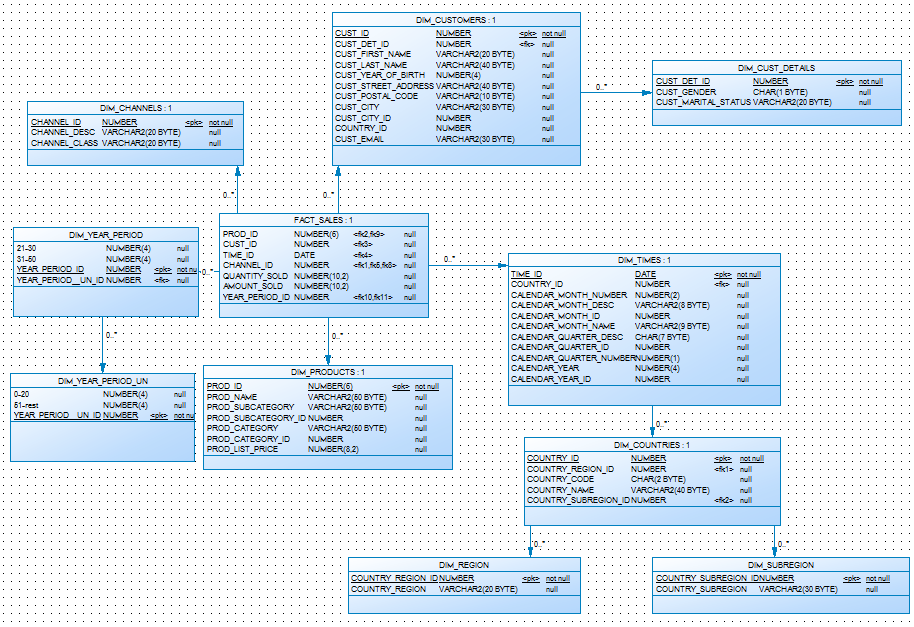 DIM_CUSTOMERS : 1
CUST_ID NUMBER <pk> not null
CUST_DET_ID NUMBER <fk> null
CUST_FIRST_NAME VARCHAR2(20 BYTE) null
CUST_LAST_NAME VARCHAR2(40 BYTE) null
CUST_YEAR_OF_BIRTH NUMBER(4) null
CUST_STREET_ADDRESS VARCHAR2(40 BYTE) null
CUST_POSTAL_CODE VARCHAR2(10 BYTE) null
CUST_CITY VARCHAR2(30 BYTE) null
CUST_CITY_ID NUMBER null
COUNTRY_ID NUMBER null
CUST_EMAIL VARCHAR2(30 BYTE) null
0..*
DIM_CUST_DETAILS
CUST_DET_ID NUMBER <pk> not null
CUST_GENDER CHAR(1 BYTE) null
CUST_MARITAL_STATUS VARCHAR2(20 BYTE) null
DIM_CHANNELS : 1
CHANNEL_ID NUMBER <pk> not null
CHANNEL_DESC VARCHAR2(20 BYTE) null
CHANNEL_CLASS VARCHAR2(20 BYTE) null
0..*
0..*
FACT_SALES : 1
PROD_ID NUMBER(6) <fk2,fk9> null
CUST_ID NUMBER <fk3> null
TIME_ID DATE <fk4> null
CHANNEL_ID NUMBER <fk1,fk5,fk8> null
QUANTITY_SOLD NUMBER(10,2) null
AMOUNT_SOLD NUMBER(10,2) null
YEAR_PERIOD_ID NUMBER <fk10,fk11> null
DIM_YEAR_PERIOD
21-30 NUMBER(4) null
31-50 NUMBER(4) null
YEAR_PERIOD_ID NUMBER <pk> not nu
YEAR_PERIOD__UN_ID NUMBER <fk> null
0..*
0..*
DIM_TIMES : 1
TIME_ID DATE <pk> not null
COUNTRY_ID NUMBER <fk> null
CALENDAR_MONTH_NUMBER NUMBER(2) null
CALENDAR_MONTH_DESC VARCHAR2(8 BYTE) null
CALENDAR_MONTH_ID NUMBER null
CALENDAR_MONTH_NAME VARCHAR2(9 BYTE) null
CALENDAR_QUARTER_DESC CHAR(7 BYTE) null
CALENDAR_QUARTER_ID NUMBER null
CALENDAR_QUARTER_NUMBER NUMBER(1) null
CALENDAR_YEAR NUMBER(4) null
CALENDAR_YEAR_ID NUMBER null
0..*
0..*
DIM_YEAR_PERIOD_UN
0-20 NUMBER(4) null
51-rest NUMBER(4) null
YEAR_PERIOD__UN_ID NUMBER <pk> not nu
DIM_PRODUCTS : 1
PROD_ID NUMBER(6) <pk> not null
PROD_NAME VARCHAR2(50 BYTE) null
PROD_SUBCATEGORY VARCHAR2(50 BYTE) null
PROD_SUBCATEGORY_ID NUMBER null
PROD_CATEGORY VARCHAR2(50 BYTE) null
PROD_CATEGORY_ID NUMBER null
PROD_LIST_PRICE NUMBER(8,2) null
0..*
DIM_COUNTRIES : 1
COUNTRY_ID NUMBER <pk> not null
COUNTRY_REGION_ID NUMBER <fk1> null
COUNTRY_CODE CHAR(2 BYTE) null
COUNTRY_NAME VARCHAR2(40 BYTE) null
COUNTRY_SUBREGION_ID NUMBER <fk2> null
0..*
0..*
DIM_REGION
COUNTRY_REGION_ID NUMBER <pk> not null
COUNTRY_REGION VARCHAR2(20 BYTE) null
DIM_SUBREGION
COUNTRY_SUBREGION_ID NUMBER <pk> not null
COUNTRY_SUBREGION VARCHAR2(30 BYTE) null